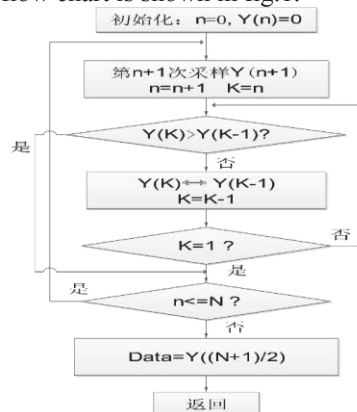 flow chart is shown in fig.1.
初始化：n=0, Y(n)=0
第n+1次采样Y(n+1)
n=n+1 K=n
Y(K)>Y(K-1)?
是
否
Y(K)⟺ Y(K-1)
K=K-1
K=1 ?
否
是
是
n<=N ?
否
Data=Y((N+1)/2)
返回